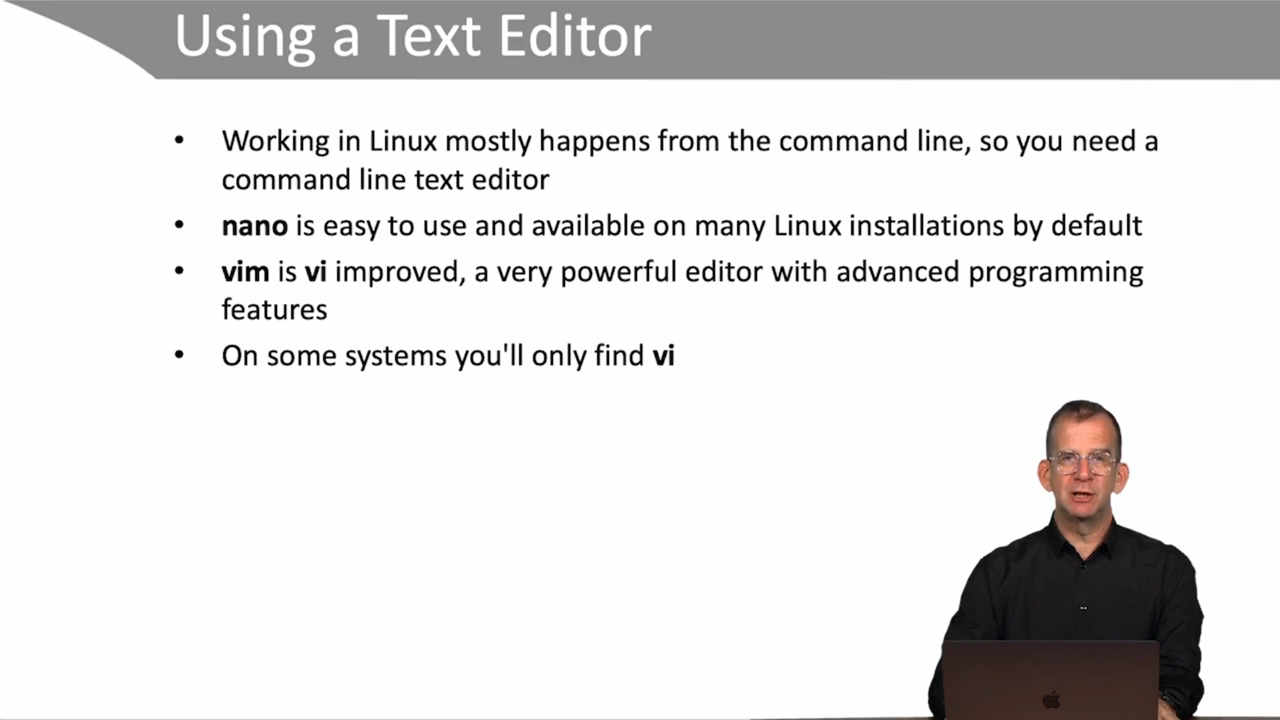 Using a Text Editor
• Working in Linux mostly happens from the command line, so you need a
command line text editor
• nano is easy to use and available on many Linux installations by default
• vim is vi improved, a very powerful editor with advanced programming
features
• On some systems you'll only find vi